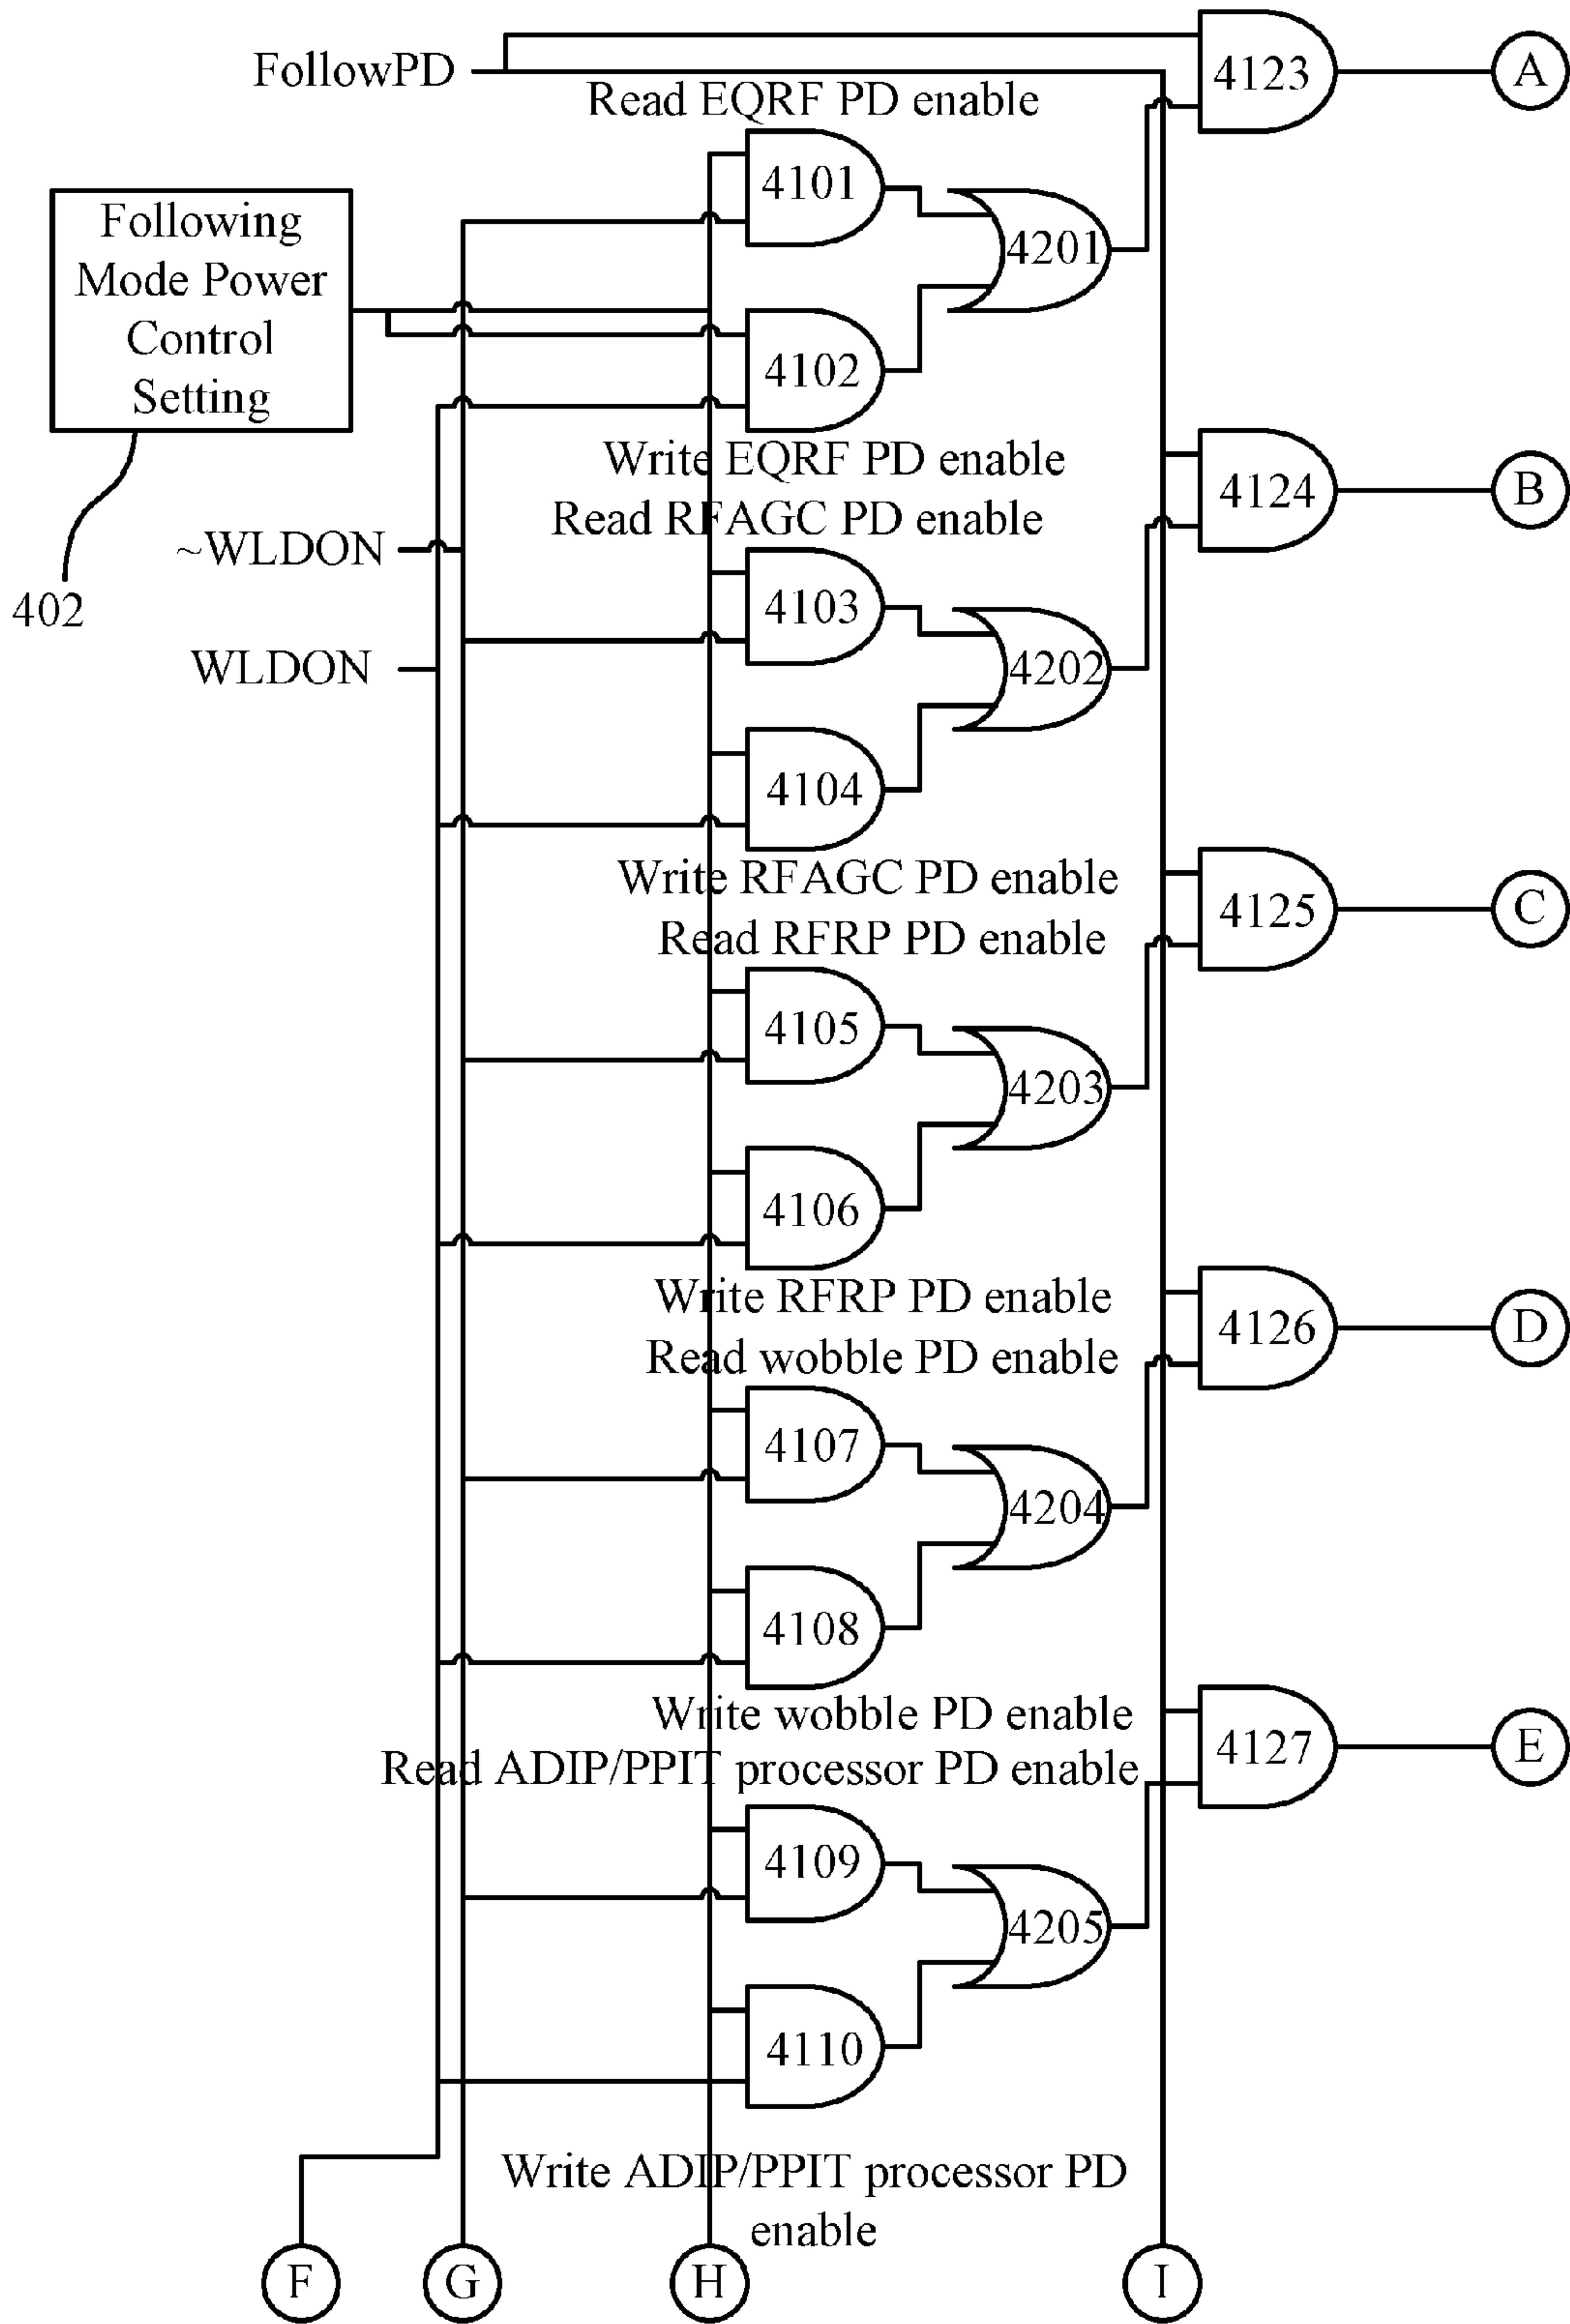 FollowPD
4123
A
Read EQRF PD enable
4101
Following
Mode Power
Control
Setting
4201
4102
Write EQRF PD enable
4124
B
Read RFAGC PD enable
~WLDON
402
4103
WLDON
4202
4104
Write RFAGC PD enable
4125
C
Read RFRP PD enable
4105
4203
4106
Write RFRP PD enable
4126
D
Read wobble PD enable
4107
4204
4108
Write wobble PD enable
4127
E
Read ADIP/PPIT processor PD enable
4109
4205
4110
Write ADIP/PPIT processor PD
enable
F
G
H
I